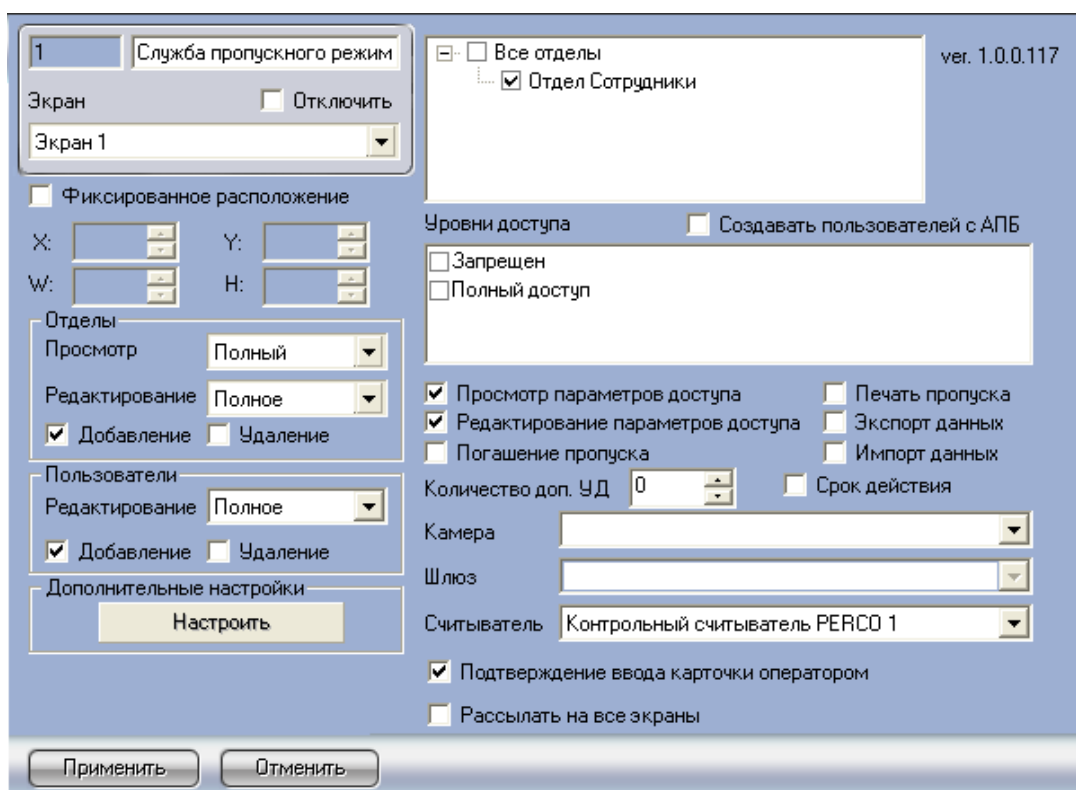 1 Служба пропускного режим
Экран Отключить
Экран 1
Фиксированное расположение
X: Y:
W: H:
Отделы
Просмотр Полный
Редактирование Полное
Добавление Удаление
Пользователи
Редактирование Полное
Добавление Удаление
Дополнительные настройки
Настроить
Все отделы
Отдел Сотрудники
ver. 1.0.0.117
Уровни доступа Создавать пользователей с АПБ
Запрещен
Полный доступ
Просмотр параметров доступа Печать пропуска
Редактирование параметров доступа Экспорт данных
Погашение пропуска Импорт данных
Количество доп. УД 0 Срок действия
Камера
Шлюз
Считыватель Контрольный считыватель PERCO 1
Подтверждение ввода карточки оператором
Рассылать на все экраны
Применить Отменить